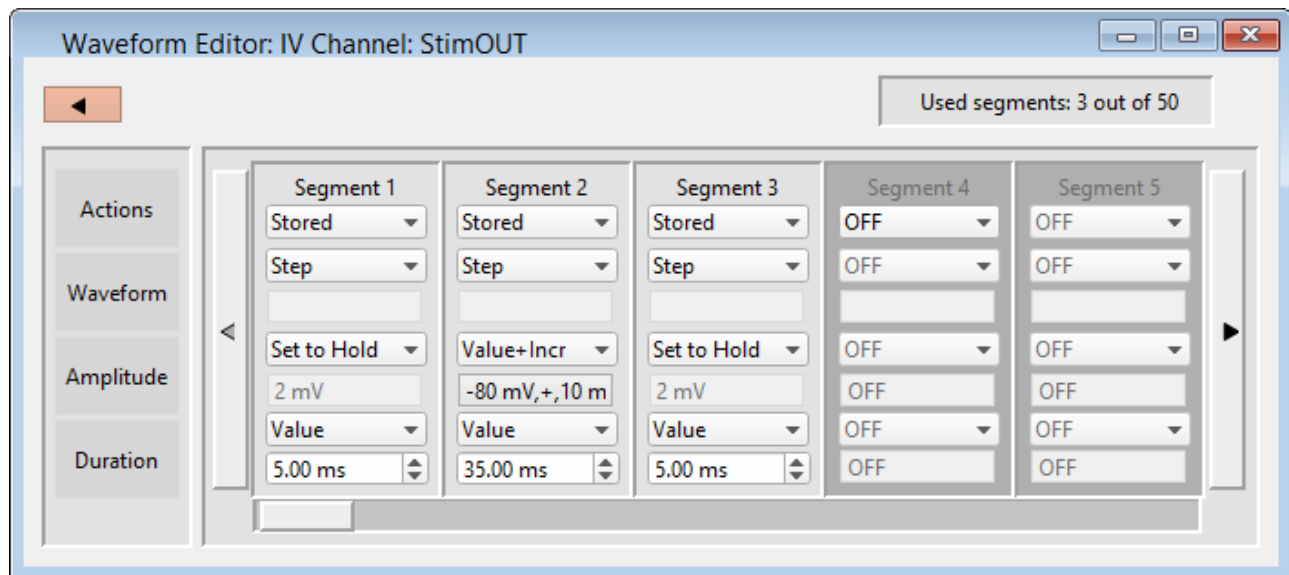 Waveform Editor: IV Channel: StimOUT
Used segments: 3 out of 50
Actions
Waveform
Amplitude
Duration
Segment 1
Stored
Step
Set to Hold
2 mV
Value
5.00 ms
Segment 2
Stored
Step
Value+Incr
-80 mV,+,10 m
Value
35.00 ms
Segment 3
Stored
Step
Set to Hold
2 mV
Value
5.00 ms
Segment 4
OFF
OFF
OFF
OFF
OFF
OFF
Segment 5
OFF
OFF
OFF
OFF
OFF
OFF